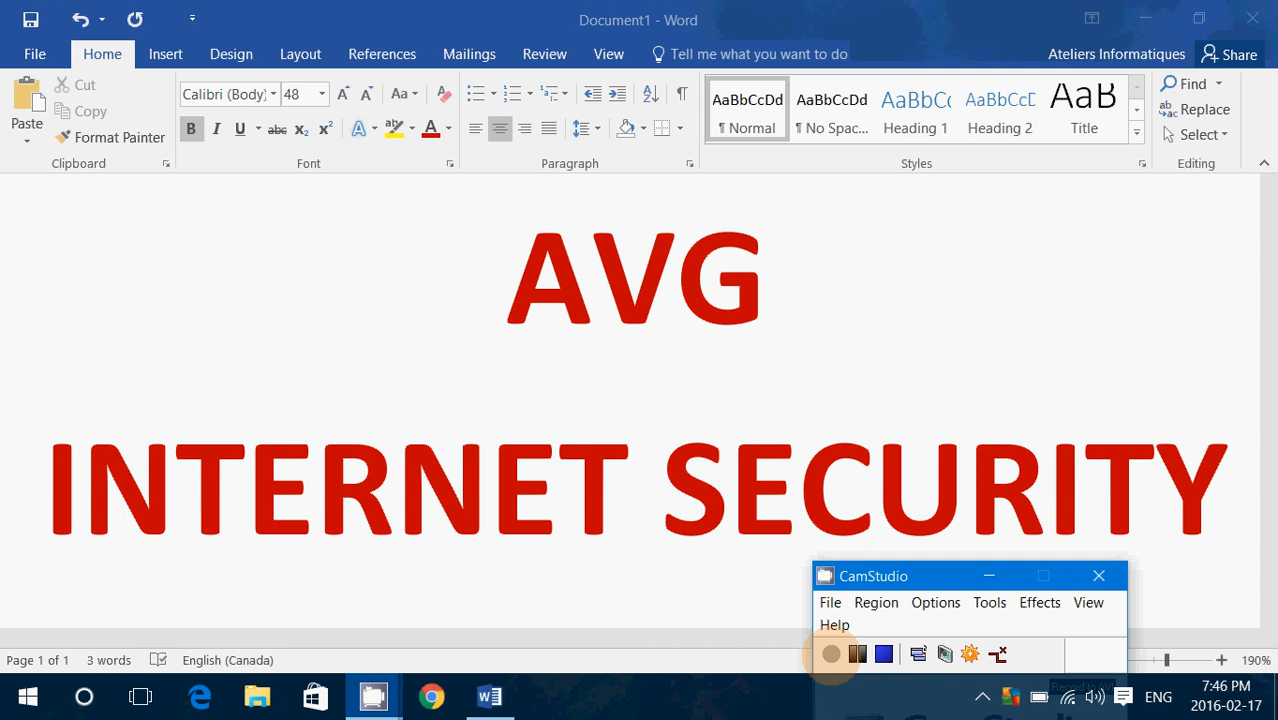 Document1 - Word
File Home Insert Design Layout References Mailings Review View Tell me what you want to do Ateliers Informatiques Share
Paste Cut Copy Format Painter Clipboard
Calibri (Body) 48 Aa Font
Paragraph
AaBbCcDd ¶ Normal AaBbCcDd ¶ No Spac... AaBbCc Heading 1 AaBbCcD Heading 2 AaB Title Styles
Find Replace Select Editing
AVG
INTERNET SECURITY
CamStudio
File Region Options Tools Effects View
Help
Page 1 of 1 3 words English (Canada) 190%
ENG 7:46 PM
2016-02-17